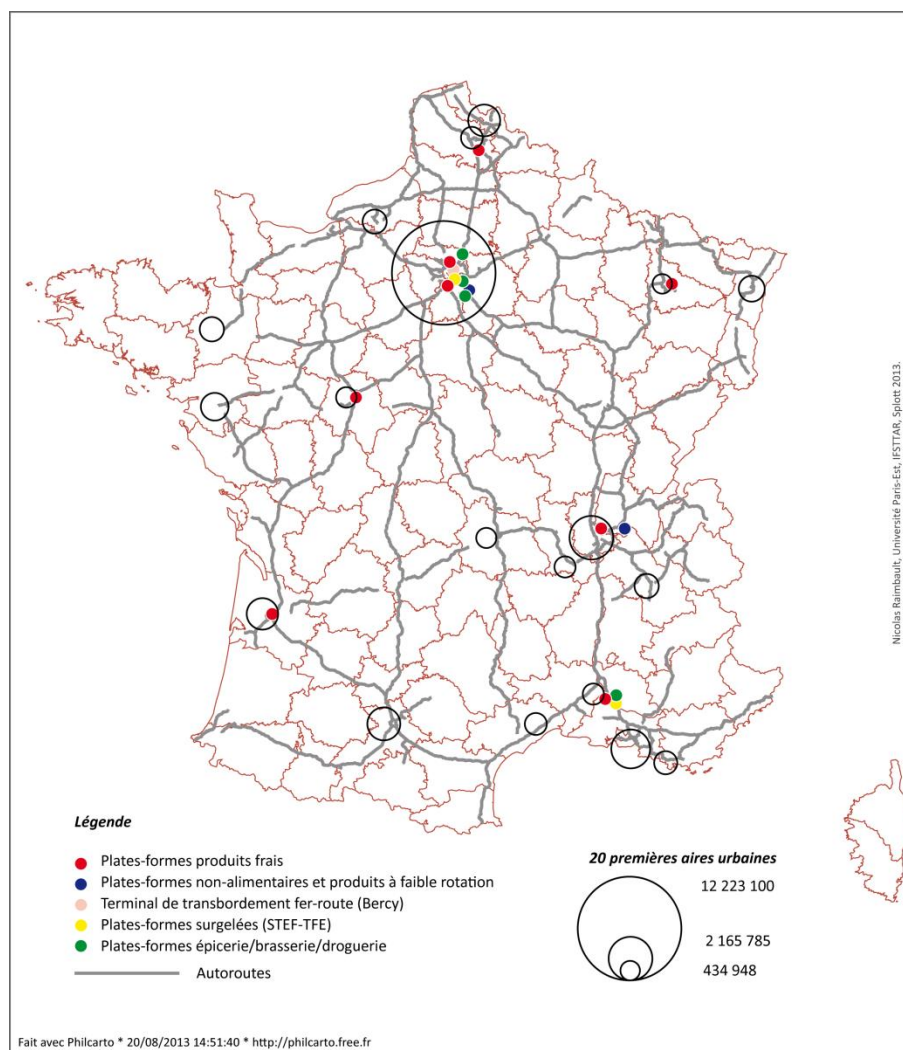 Nicolas Raimbault, Université Paris-Est, IFSTTAR, Splott 2013.
Légende
Plates-formes produits frais
Plates-formes non-alimentaires et produits à faible rotation
Terminal de transbordement fer-route (Bercy)
Plates-formes surgelées (STEF-TFE)
Plates-formes épicerie/brasserie/droguerie
Autoroutes
20 premières aires urbaines
12 223 100
2 165 785
434 948
Fait avec Philcarto * 20/08/2013 14:51:40 * http://philcarto.free.fr